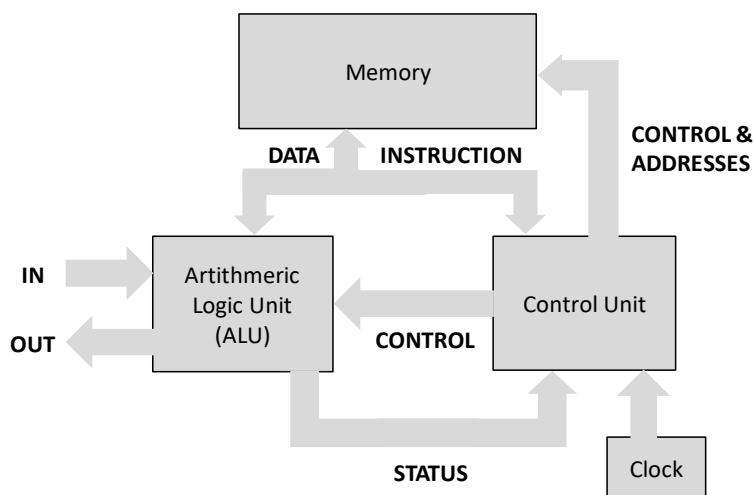 Memory
CONTROL &
ADDRESSES
DATA
INSTRUCTION
IN
OUT
Artithmeric
Logic Unit
(ALU)
CONTROL
Control Unit
STATUS
Clock